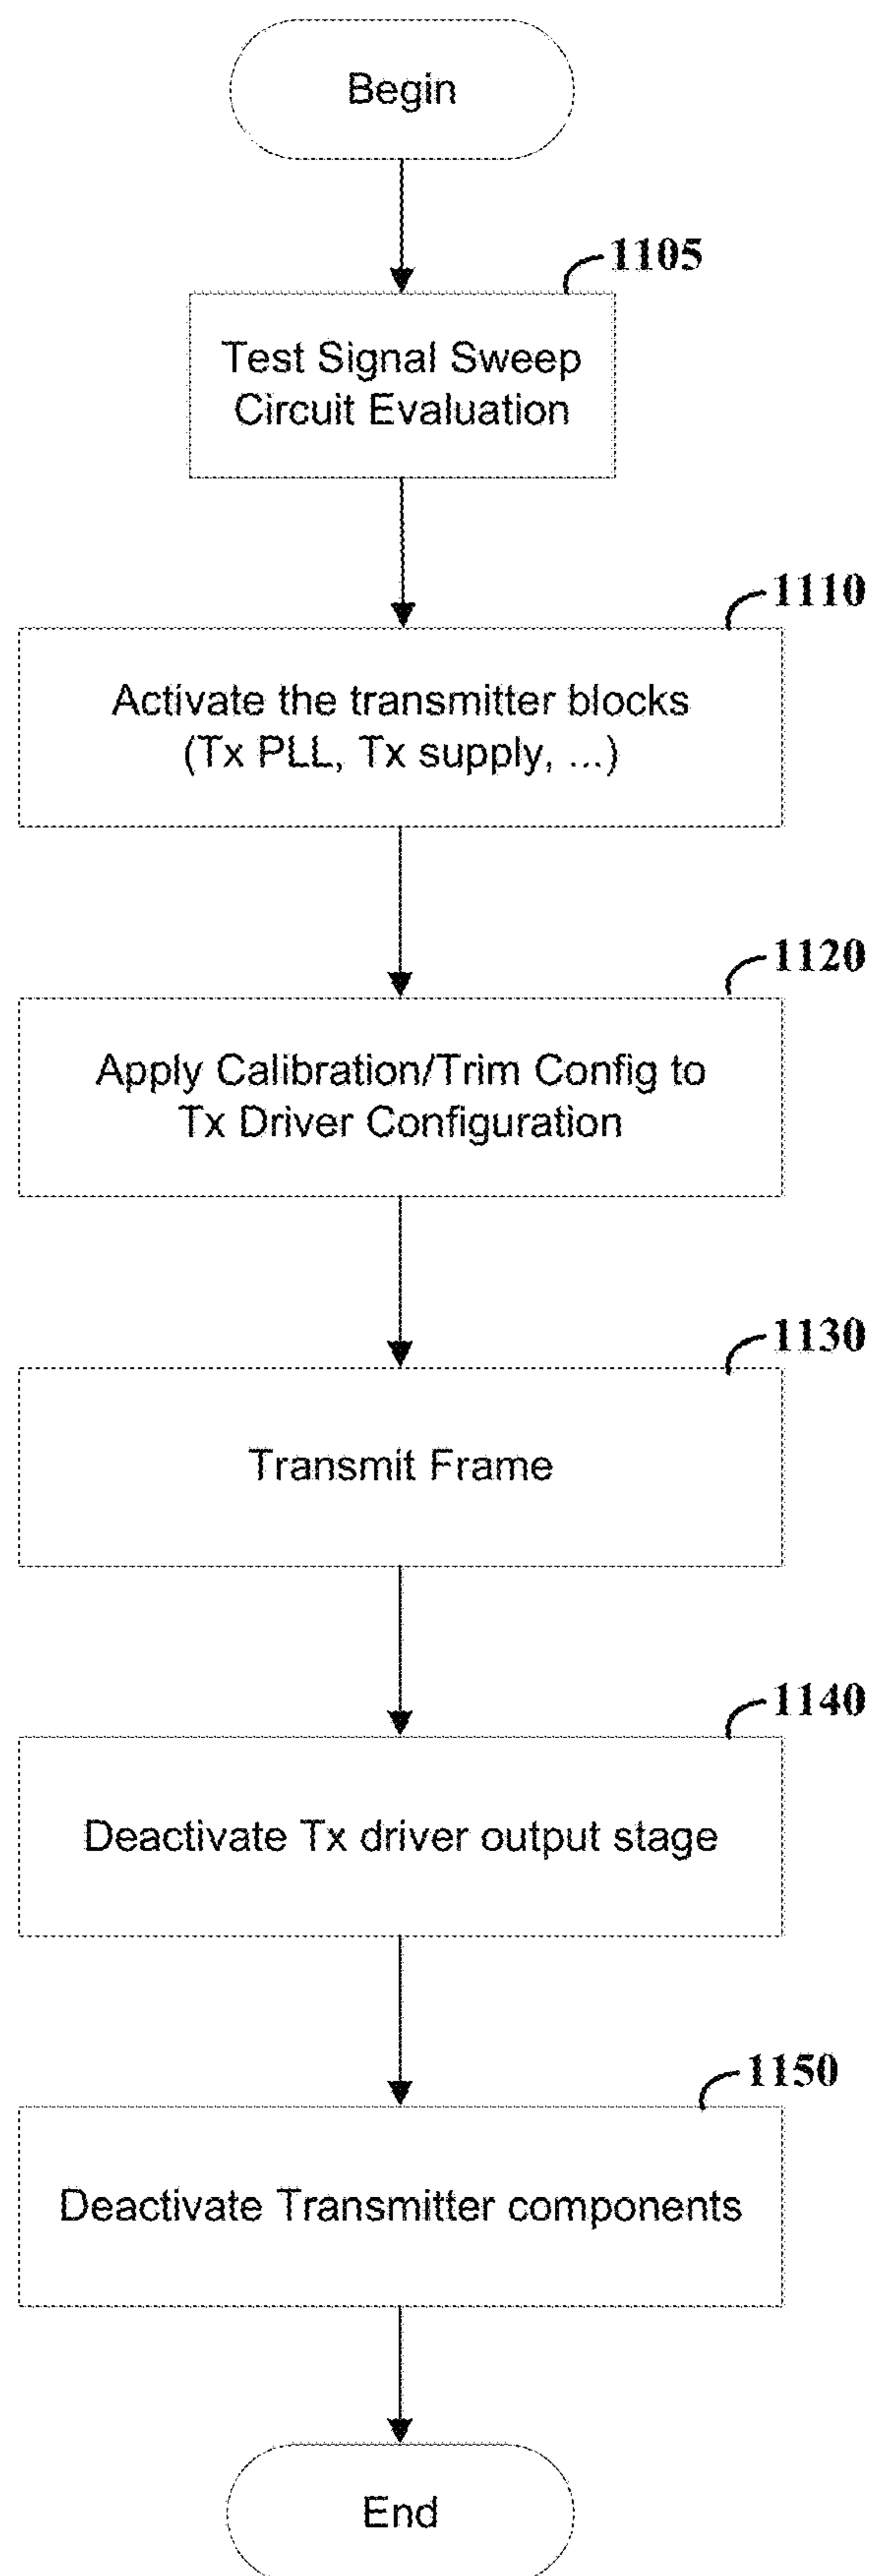 Begin
1105
Test Signal Sweep
Circuit Evaluation
1110
Activate the transmitter blocks
(Tx PLL, Tx supply, ...)
1120
Apply Calibration/Trim Config to
Tx Driver Configuration
1130
Transmit Frame
1140
Deactivate Tx driver output stage
1150
Deactivate Transmitter components
End